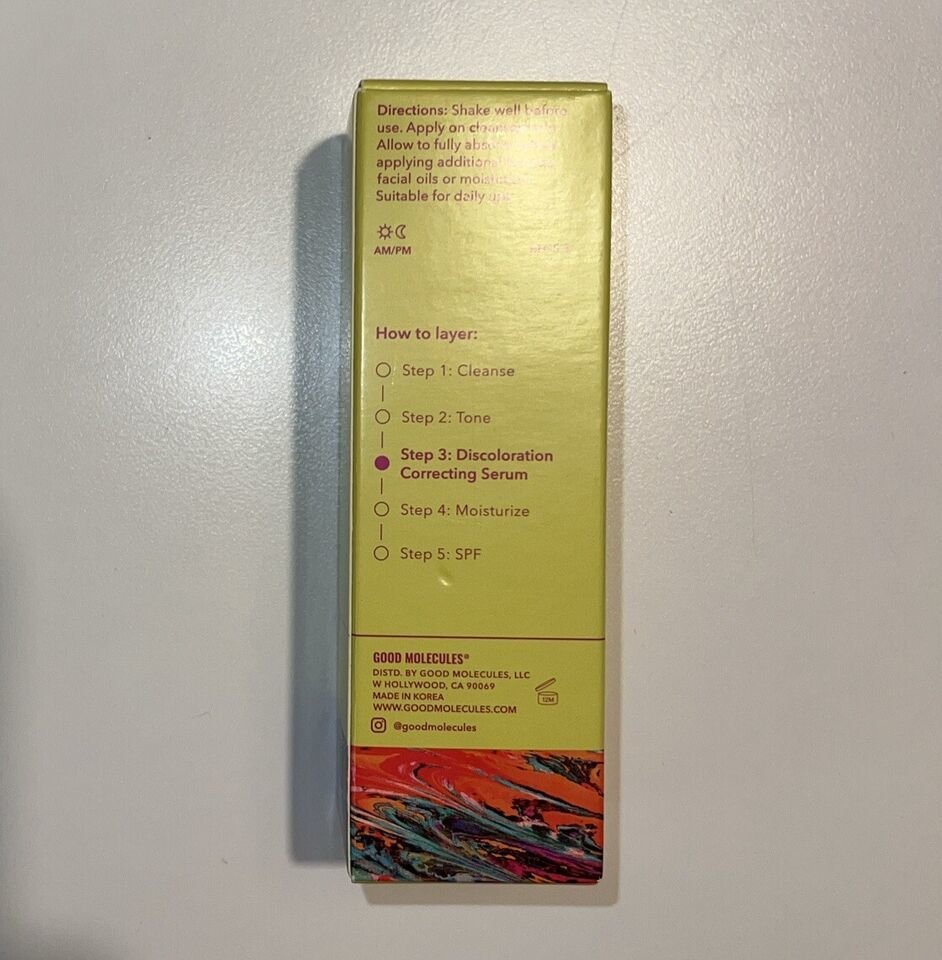 Directions: Shake well before
use. Apply on clean
Allow to fully
applying additional
facial oils or
Suitable for daily use.
AM/PM
How to layer:
Step 1: Cleanse
Step 2: Tone
Step 3: Discoloration
Correcting Serum
Step 4: Moisturize
Step 5: SPF
GOOD MOLECULES®
DISTD. BY GOOD MOLECULES, LLC
W HOLLYWOOD, CA 90069
MADE IN KOREA
12M
WWW.GOODMOLECULES.COM
@goodmolecules